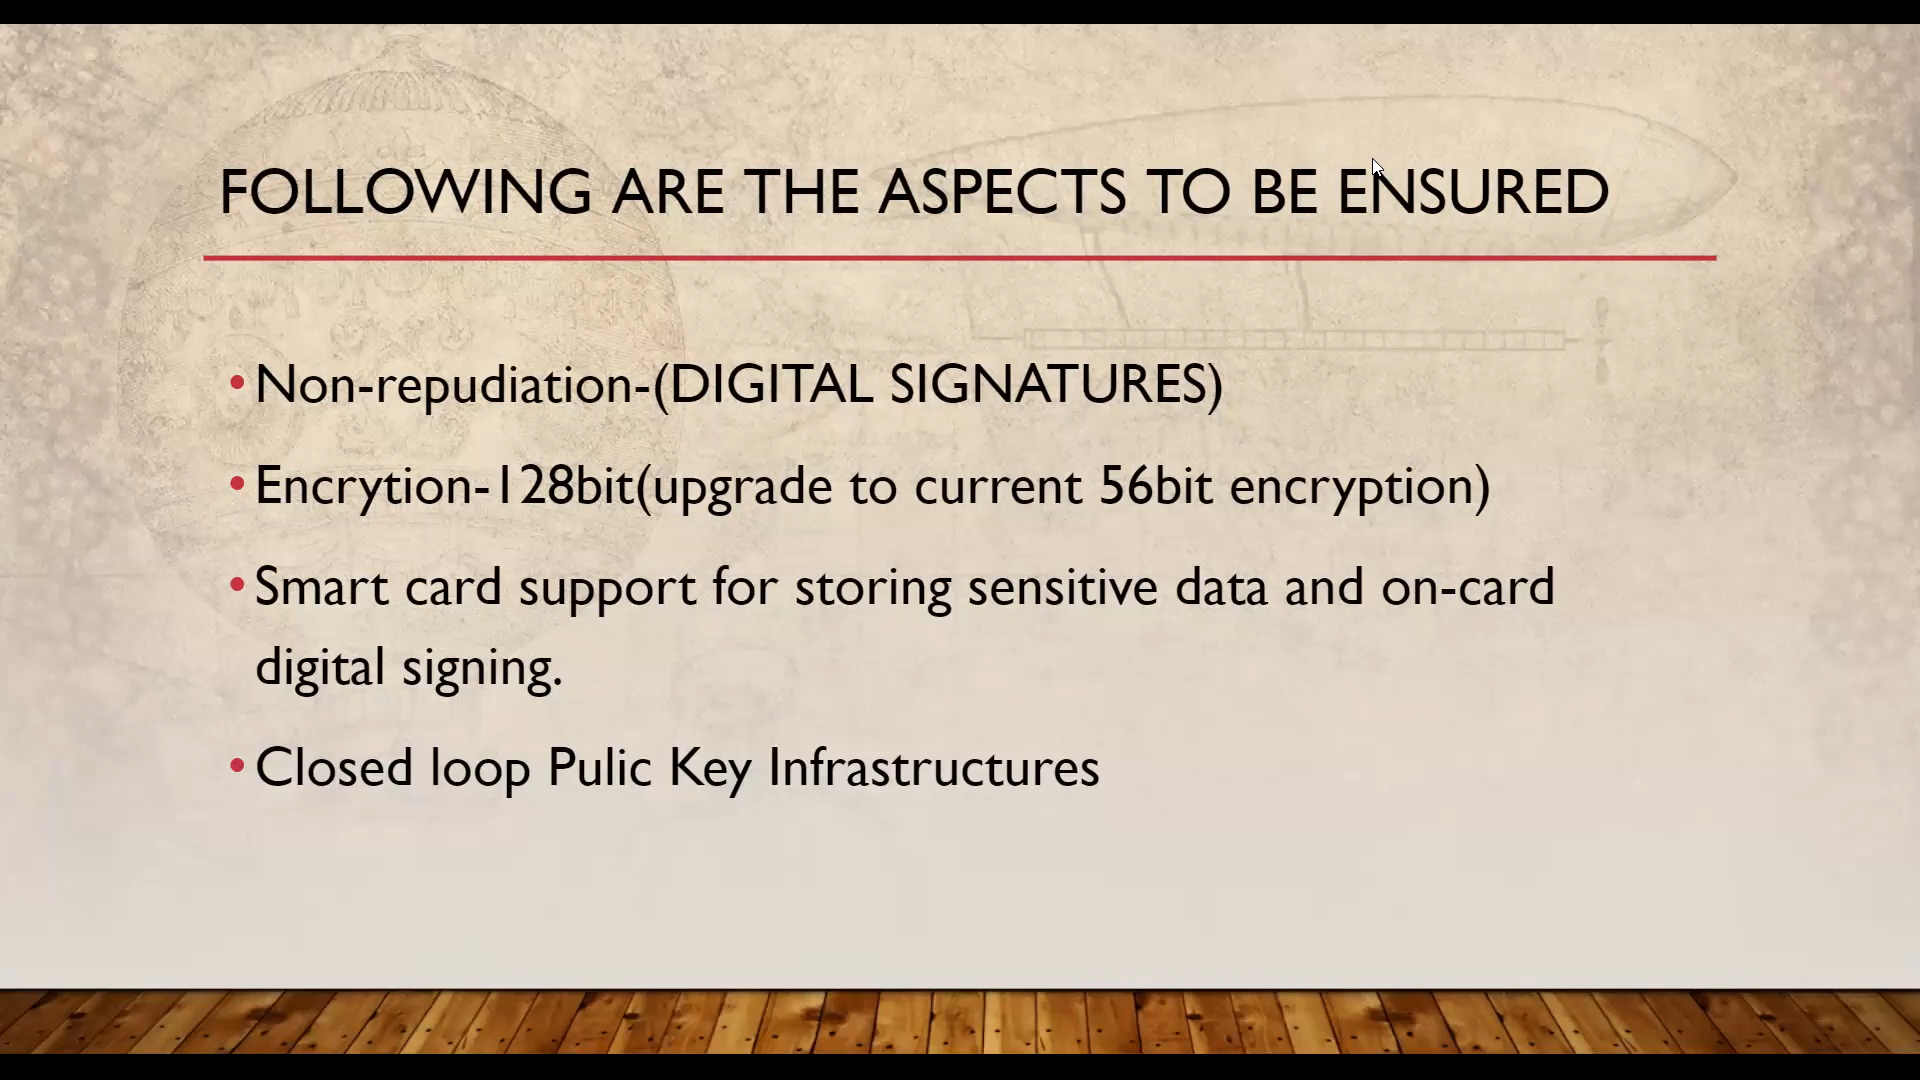 FOLLOWING ARE THE ASPECTS TO BE ENSURED
•Non-repudiation-(DIGITAL SIGNATURES)
•Encrytion-128bit(upgrade to current 56bit encryption)
•Smart card support for storing sensitive data and on-card
digital signing.
•Closed loop Pulic Key Infrastructures